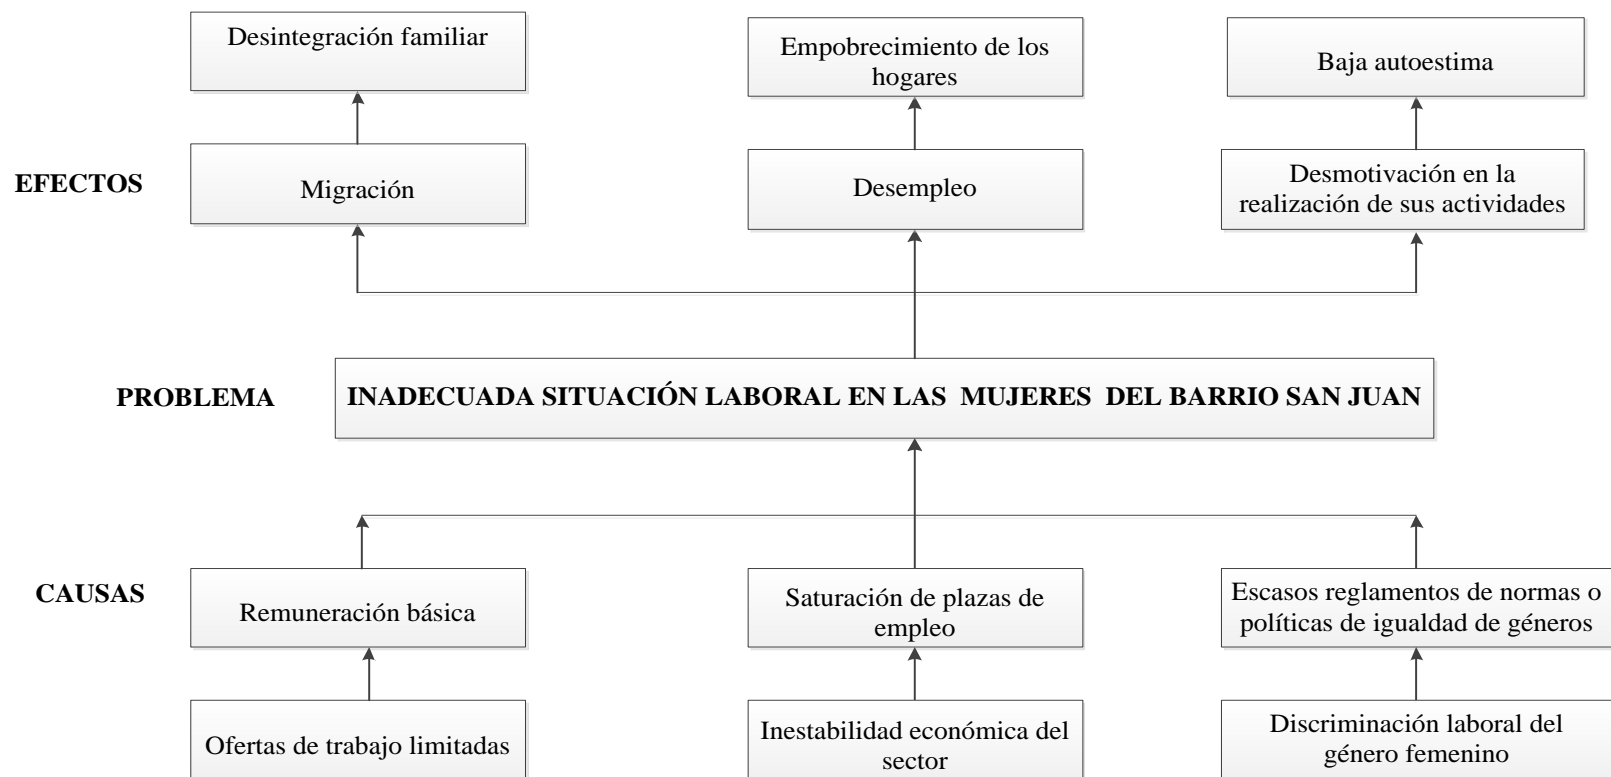 Desintegración familiar
Empobrecimiento de los
hogares
Baja autoestima
EFECTOS
Migración
Desempleo
Desmotivación en la
realización de sus actividades
PROBLEMA
INADECUADA SITUACIÓN LABORAL EN LAS MUJERES DEL BARRIO SAN JUAN
CAUSAS
Remuneración básica
Saturación de plazas de
empleo
Escasos reglamentos de normas o
políticas de igualdad de géneros
Ofertas de trabajo limitadas
Inestabilidad económica del
sector
Discriminación laboral del
género femenino